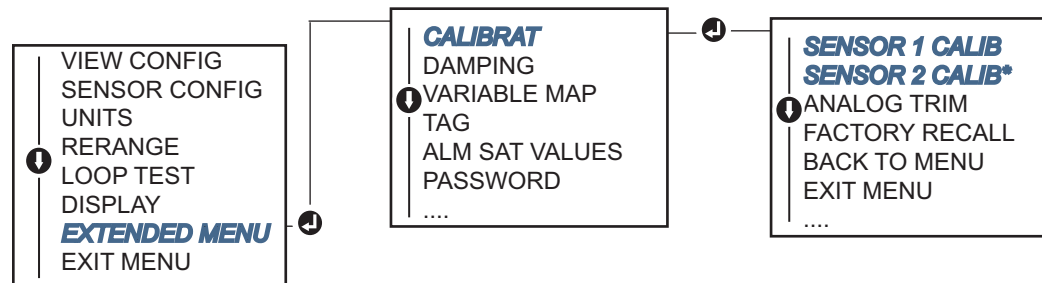 VIEW CONFIG
SENSOR CONFIG
UNITS
RERANGE
LOOP TEST
DISPLAY
EXTENDED MENU
EXIT MENU
CALIBRAT
DAMPING
VARIABLE MAP
TAG
ALM SAT VALUES
PASSWORD
....
SENSOR 1 CALIB
SENSOR 2 CALIB*
ANALOG TRIM
FACTORY RECALL
BACK TO MENU
EXIT MENU
....